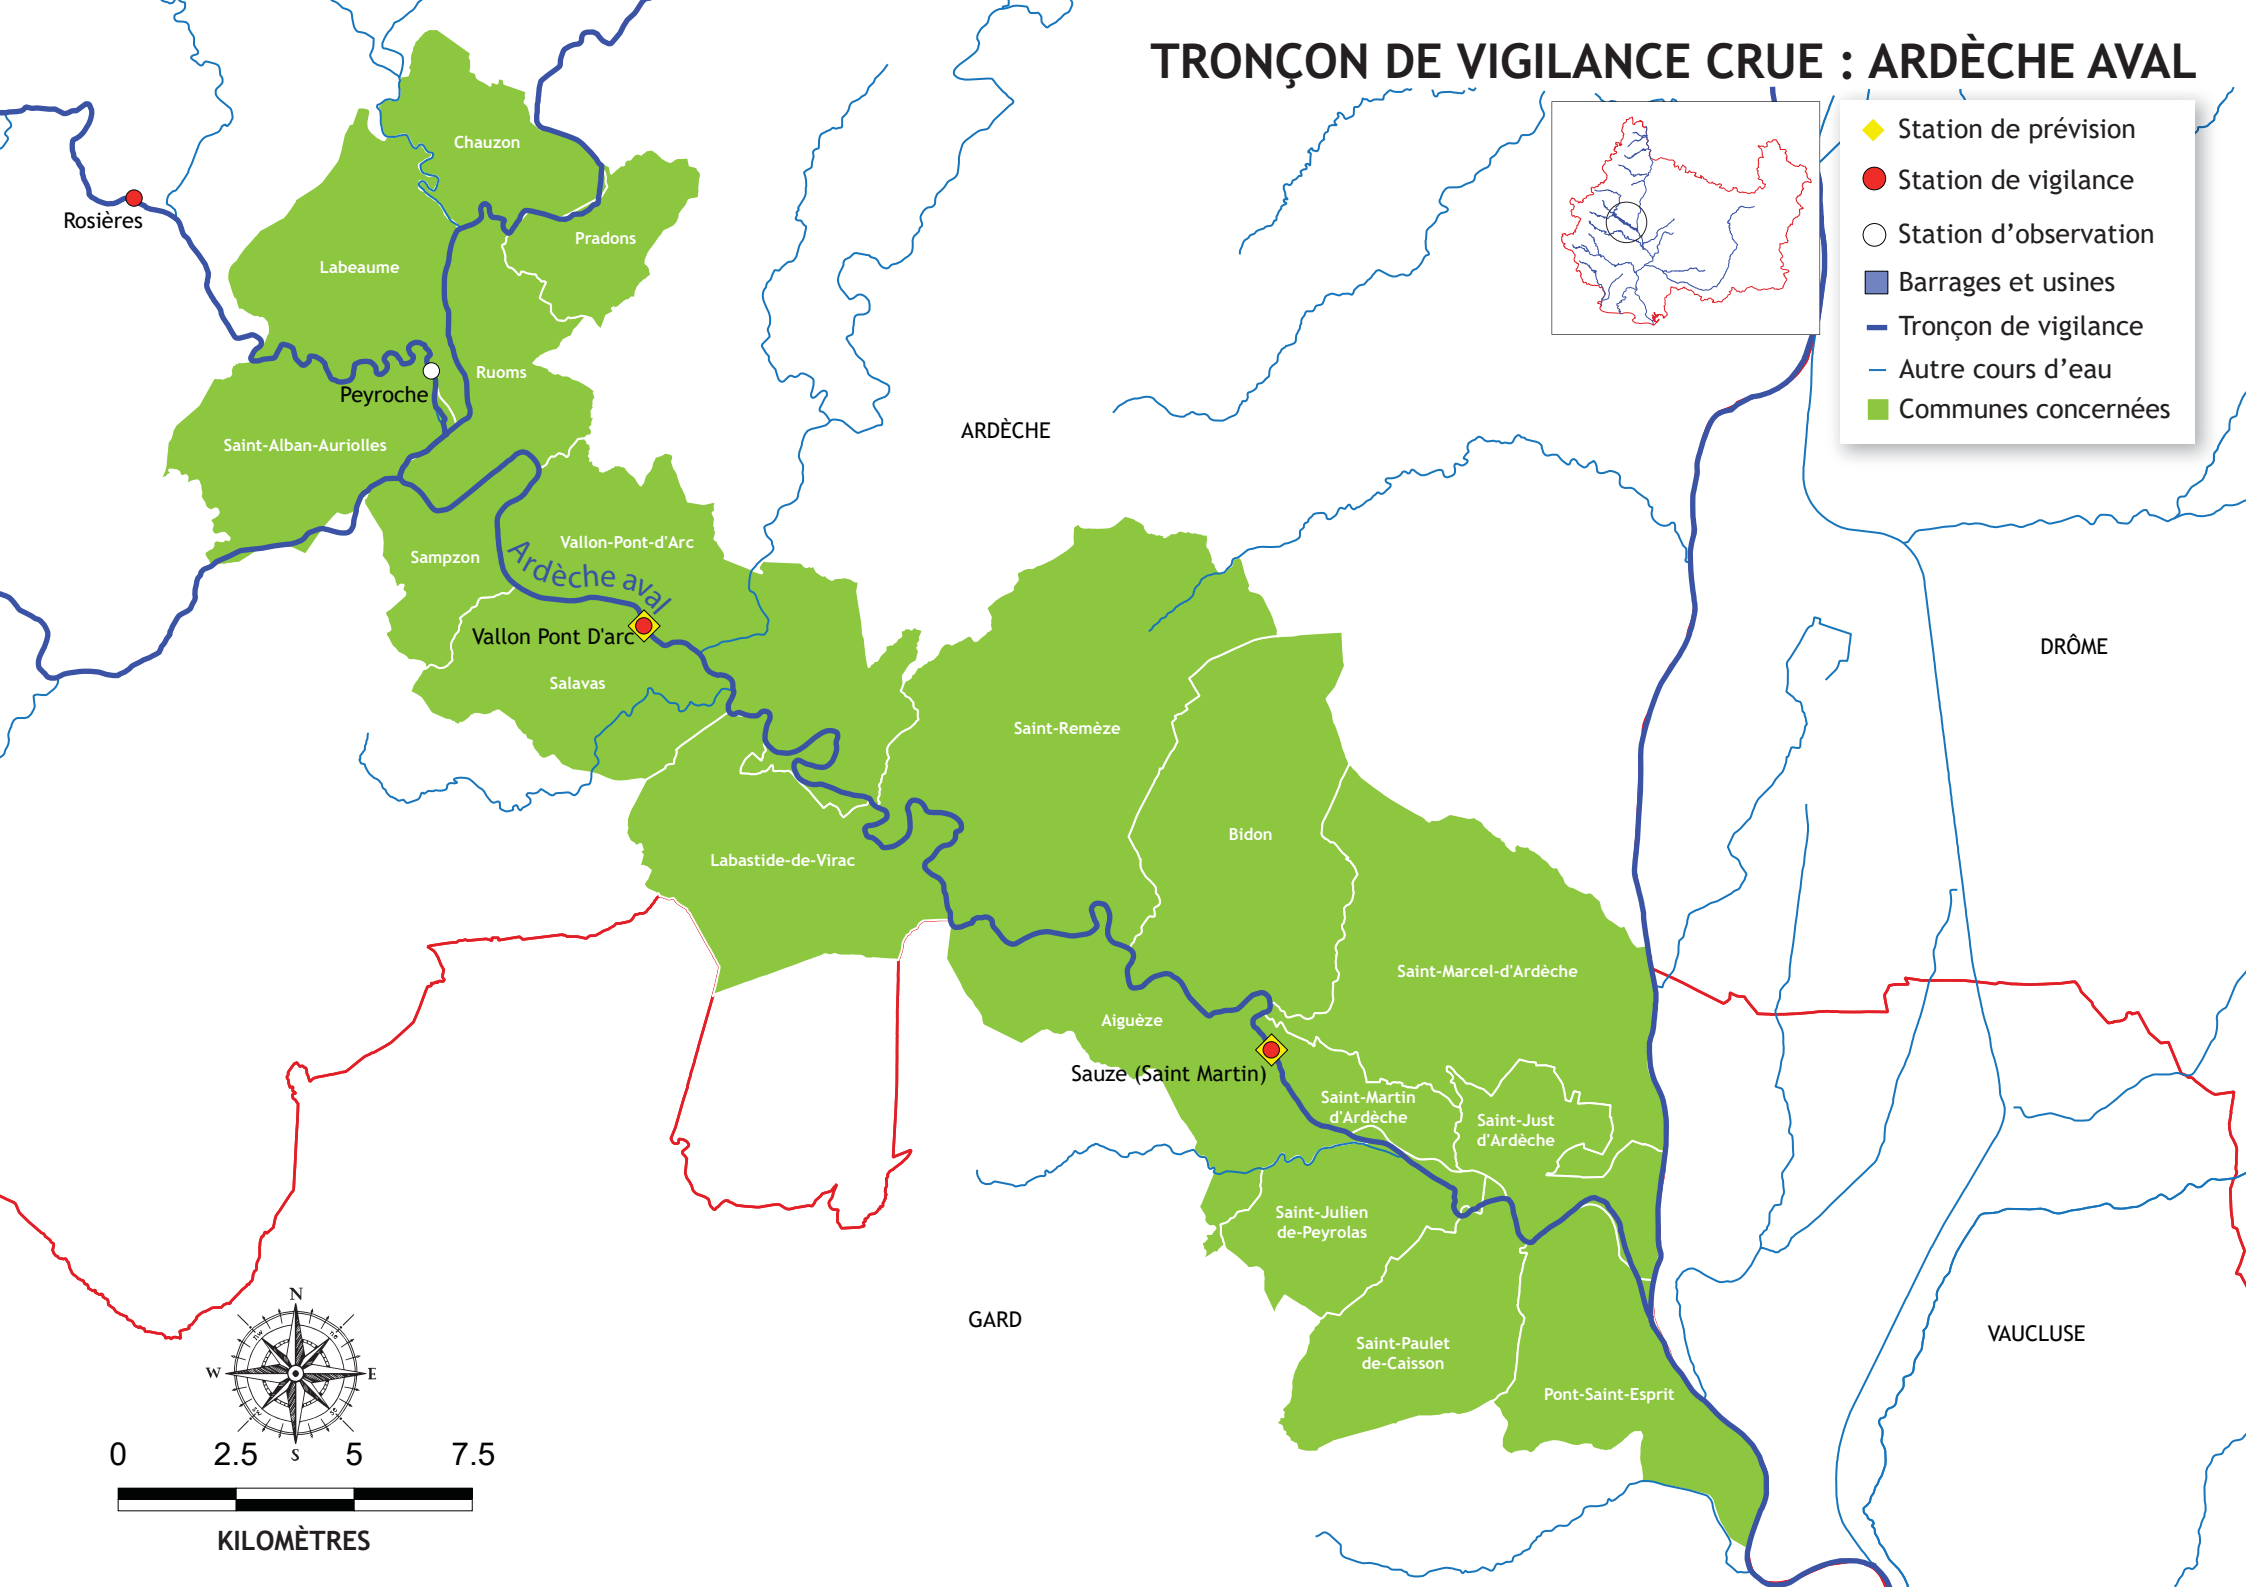 TRONÇON DE VIGILANCE CRUE : ARDÈCHE AVAL
Station de prévision
Station de vigilance
Station d’observation
Barrages et usines
Tronçon de vigilance
Autre cours d’eau
Communes concernées
Chauzon
Rosières
Pradons
Labeaume
Ruoms
Peyroche
Saint-Alban-Auriolles
ARDÈCHE
Vallon-Pont-d'Arc
Sampzon
Ardèche aval
Vallon Pont D'arc
DRÔME
Salavas
Saint-Remèze
Bidon
Labastide-de-Virac
Saint-Marcel-d'Ardèche
Aiguèze
Sauze (Saint Martin)
Saint-Martin
d'Ardèche
Saint-Just
d'Ardèche
Saint-Julien
de-Peyrolas
GARD
VAUCLUSE
Saint-Paulet
de-Caisson
Pont-Saint-Esprit
N
NW
ne
W
E
SW
se
S
0 2.5 5 7.5
KILOMÈTRES